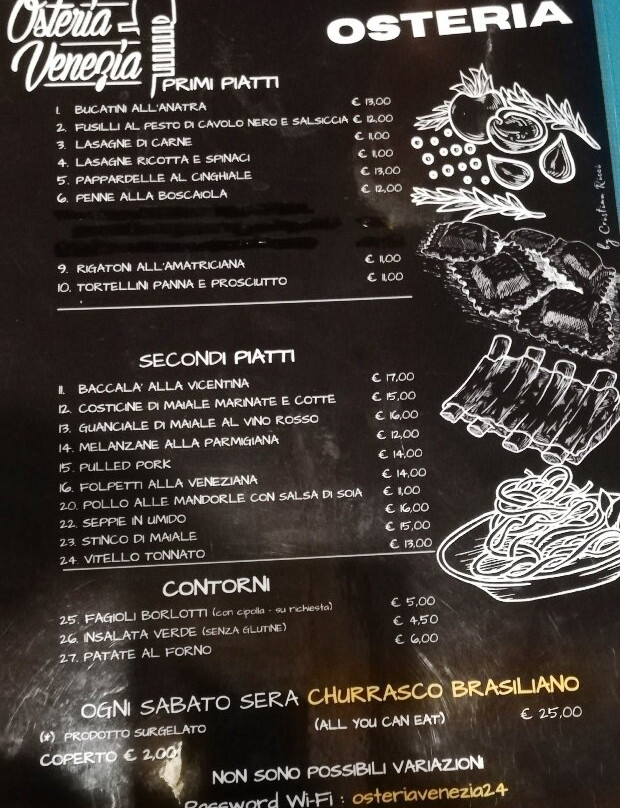 Osteria
Venezia
OSTERIA
PRIMI PIATTI
1. BUCATINI ALL'ANATRA € 13,00
2. FUSILLI AL PESTO DI CAVOLO NERO E SALSICCIA € 12,00
3. LASAGNE DI CARNE € 11,00
4. LASAGNE RICOTTA E SPINACI € 11,00
5. PAPPARDELLE AL CINGHIALE € 13,00
6. PENNE ALLA BOSCAIOLA € 12,00
9. RIGATONI ALL'AMATRICIANA € 11,00
10. TORTELLINI PANNA E PROSCIUTTO € 11,00
by Cristian Ricci
SECONDI PIATTI
11. BACCALA' ALLA VICENTINA € 17,00
12. COSTICINE DI MAIALE MARINATE E COTTE € 15,00
13. GUANCIALE DI MAIALE AL VINO ROSSO € 16,00
14. MELANZANE ALLA PARMIGIANA € 12,00
15. PULLED PORK € 14,00
16. FOLPETTI ALLA VENEZIANA € 14,00
20. POLLO ALLE MANDORLE CON SALSA DI SOIA € 11,00
22. SEPPIE IN UMIDO € 16,00
23. STINCO DI MAIALE € 15,00
24. VITELLO TONNATO € 13,00
CONTORNI
25. FAGIOLI BORLOTTI (con cipolla - su richiesta) € 5,00
26. INSALATA VERDE (SENZA GLUTINE) € 4,50
27. PATATE AL FORNO € 6,00
OGNI SABATO SERA CHURRASCO BRASILIANO
(*) PRODOTTO SURGELATO (ALL YOU CAN EAT) € 25,00
COPERTO € 2,00
NON SONO POSSIBILI VARIAZIONI
Password Wi-Fi : osteriavenezia24